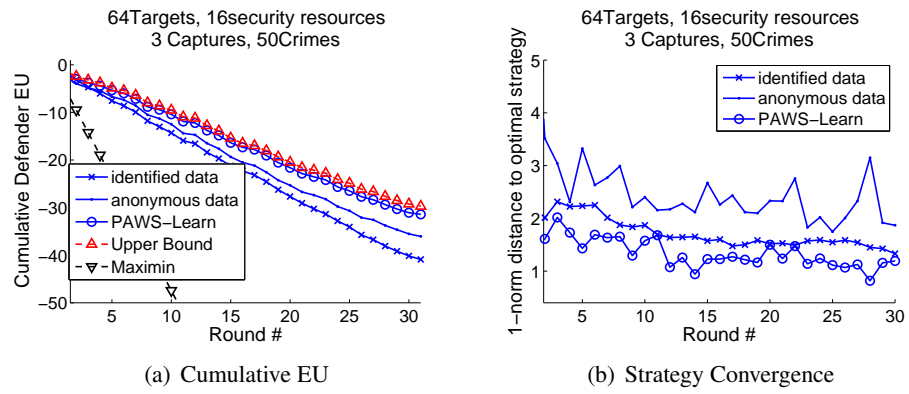 64Targets, 16security resources
3 Captures, 50Crimes
Cumulative Defender EU
0
−10
−20
−30
−40
−50
identified data
anonymous data
PAWS−Learn
Upper Bound
Maximin
5 10 15 20 25 30
Round #
(a) Cumulative EU
64Targets, 16security resources
3 Captures, 50Crimes
1−norm distance to optimal strategy
5
4
3
2
1
identified data
anonymous data
PAWS−Learn
5 10 15 20 25 30
Round #
(b) Strategy Convergence